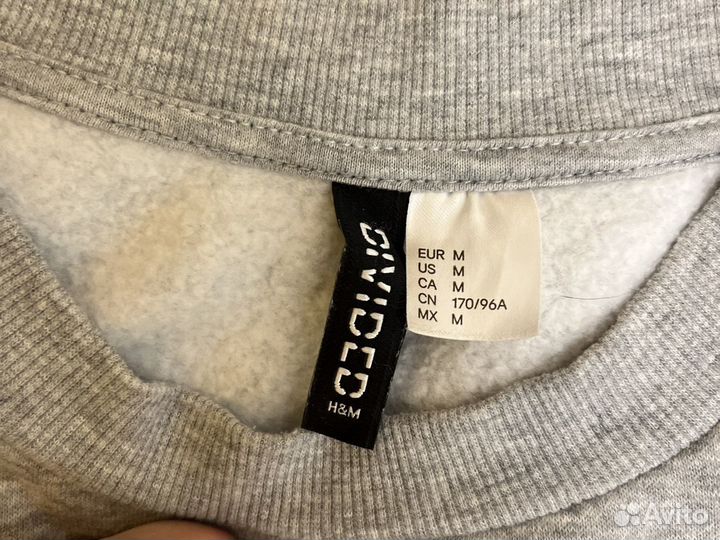 DIVIDED
H&M
EUR M
US M
CA M
CN 170/96A
MX M
Avito